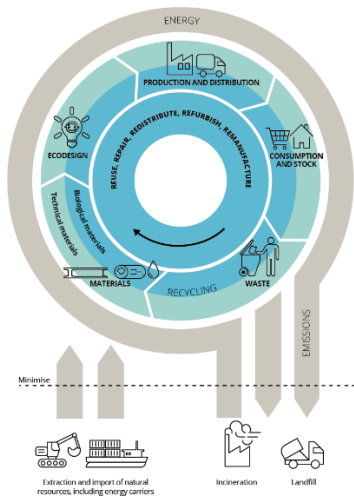 ENERGY
PRODUCTION AND DISTRIBUTION
REUSE, REPAIR, REDISTRIBUTE, REFURBISH, REMANUFACTURE
ECODESIGN
CONSUMPTION
AND STOCK
Biological materials
Technical materials
MATERIALS
RECYCLING
WASTE
EMISSIONS
Minimise
Extraction and import of natural
resources, including energy carriers
Incineration
Landfill